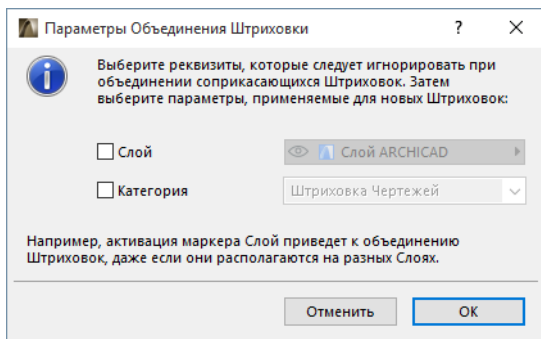 Параметры Объединения Штриховки
?
Выберите реквизиты, которые следует игнорировать при
объединении соприкасающихся Штриховок. Затем
выберите параметры, применяемые для новых Штриховок:
Слой Слой ARCHICAD
Категория Штриховка Чертежей
Например, активация маркера Слой приведет к объединению
Штриховок, даже если они располагаются на разных Слоях.
Отменить OK